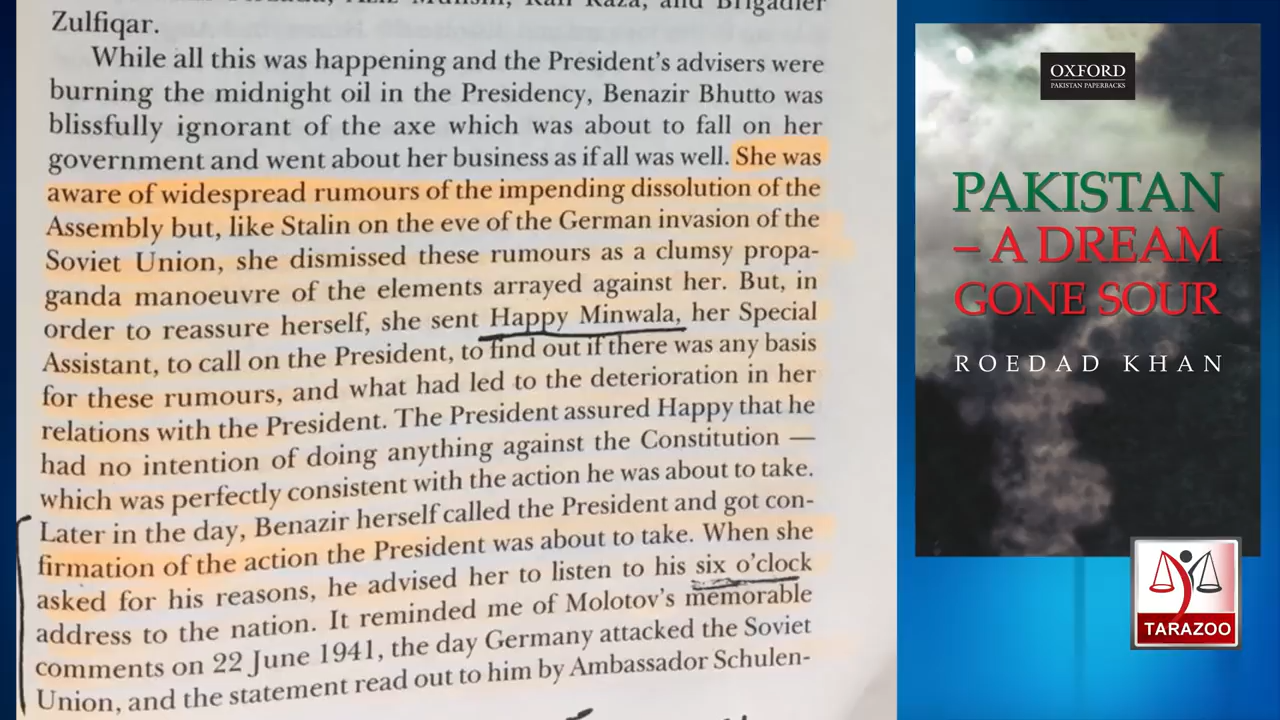 Zulfiqar.
While all this was happening and the President's advisers were
burning the midnight oil in the Presidency, Benazir Bhutto was
blissfully ignorant of the axe which was about to fall on her
government and went about her business as if all was well. She was
aware of widespread rumours of the impending dissolution of the
Assembly but, like Stalin on the eve of the German invasion of the
Soviet Union, she dismissed these rumours as a clumsy propa-
ganda manoeuvre of the elements arrayed against her. But, in
order to reassure herself, she sent Happy Minwala, her Special
Assistant, to call on the President, to find out if there was any basis
for these rumours, and what had led to the deterioration in her
relations with the President. The President assured Happy that he
had no intention of doing anything against the Constitution —
which was perfectly consistent with the action he was about to take.
Later in the day, Benazir herself called the President and got con-
firmation of the action the President was about to take. When she
asked for his reasons, he advised her to listen to his six o'clock
address to the nation. It reminded me of Molotov's memorable
comments on 22 June 1941, the day Germany attacked the Soviet
Union, and the statement read out to him by Ambassador Schulen-
OXFORD
PAKISTAN PAPERBACKS
PAKISTAN
– A DREAM
GONE SOUR
ROEDAD KHAN
TARAZOO